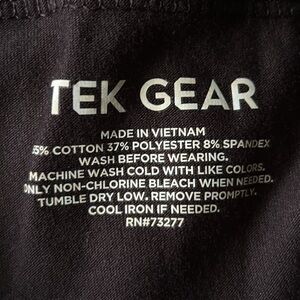 TEK GEAR
MADE IN VIETNAM
5% COTTON 37% POLYESTER 8% SPANDEX
WASH BEFORE WEARING.
MACHINE WASH COLD WITH LIKE COLORS.
ONLY NON-CHLORINE BLEACH WHEN NEEDED.
TUMBLE DRY LOW. REMOVE PROMPTLY.
COOL IRON IF NEEDED.
RN#73277